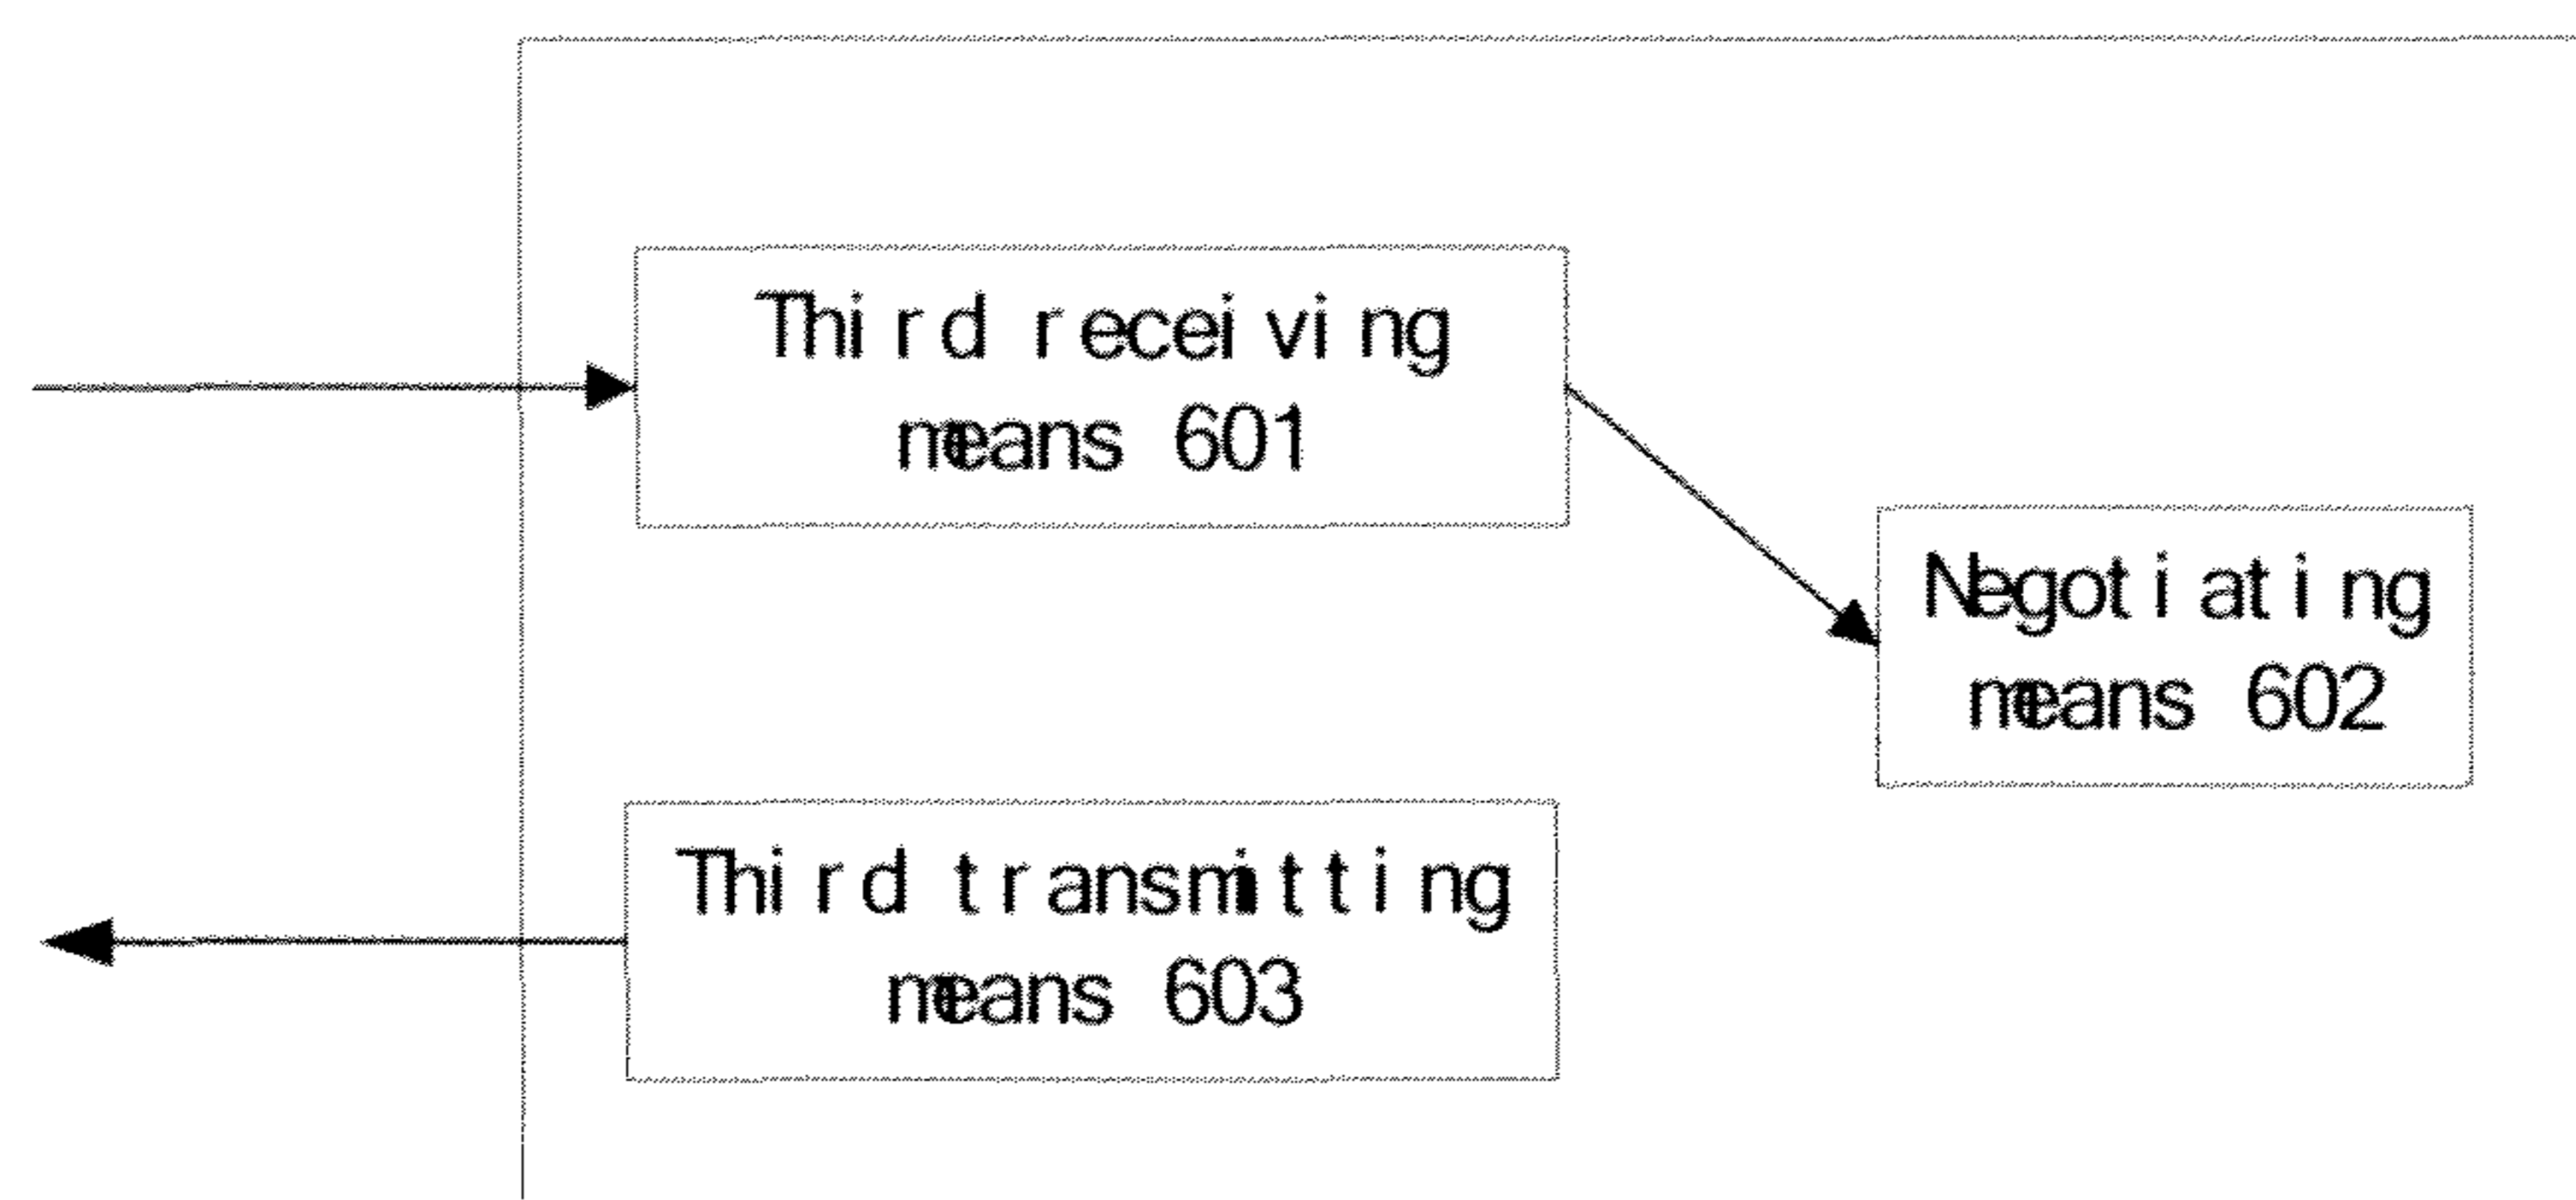 Third receiving
means 601
Negotiating
means 602
Third transmitting
means 603